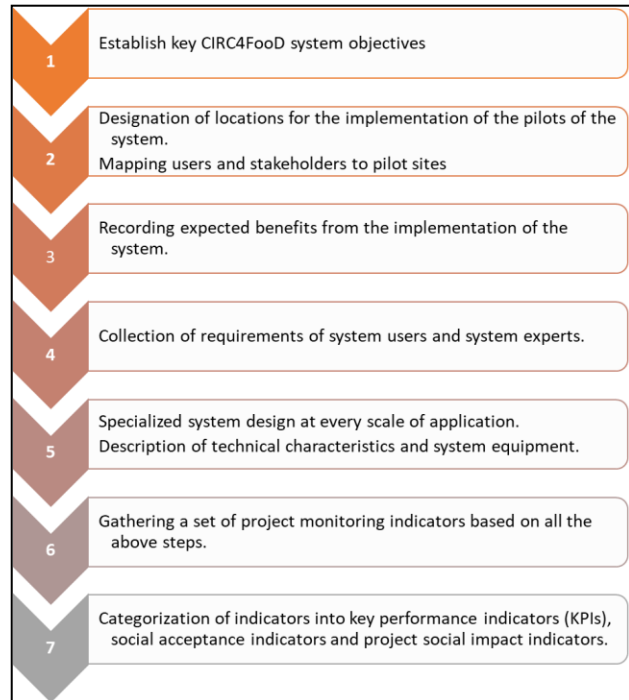 1
Establish key CIRC4FooD system objectives
2
Designation of locations for the implementation of the pilots of the
system.
Mapping users and stakeholders to pilot sites
3
Recording expected benefits from the implementation of the
system.
4
Collection of requirements of system users and system experts.
5
Specialized system design at every scale of application.
Description of technical characteristics and system equipment.
6
Gathering a set of project monitoring indicators based on all the
above steps.
7
Categorization of indicators into key performance indicators (KPIs),
social acceptance indicators and project social impact indicators.